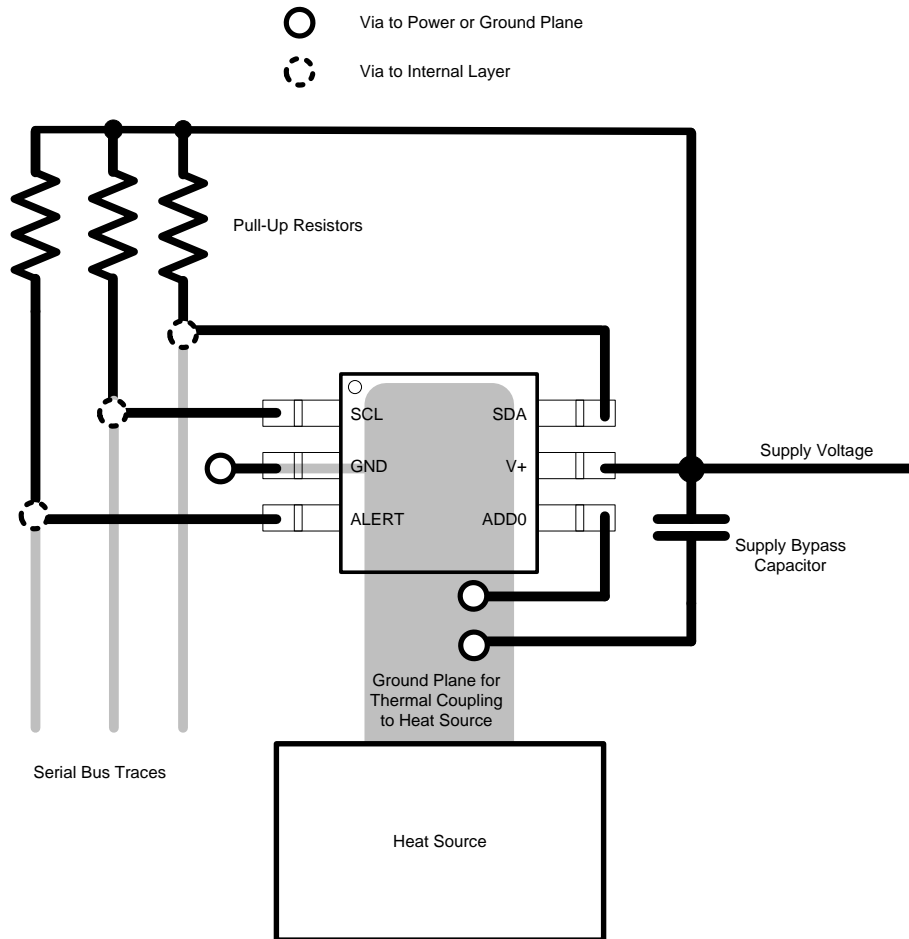 Via to Power or Ground Plane
Via to Internal Layer
Pull-Up Resistors
SCL
SDA
GND
V+
ALERT
ADD0
Supply Voltage
Supply Bypass
Capacitor
Ground Plane for
Thermal Coupling
to Heat Source
Serial Bus Traces
Heat Source